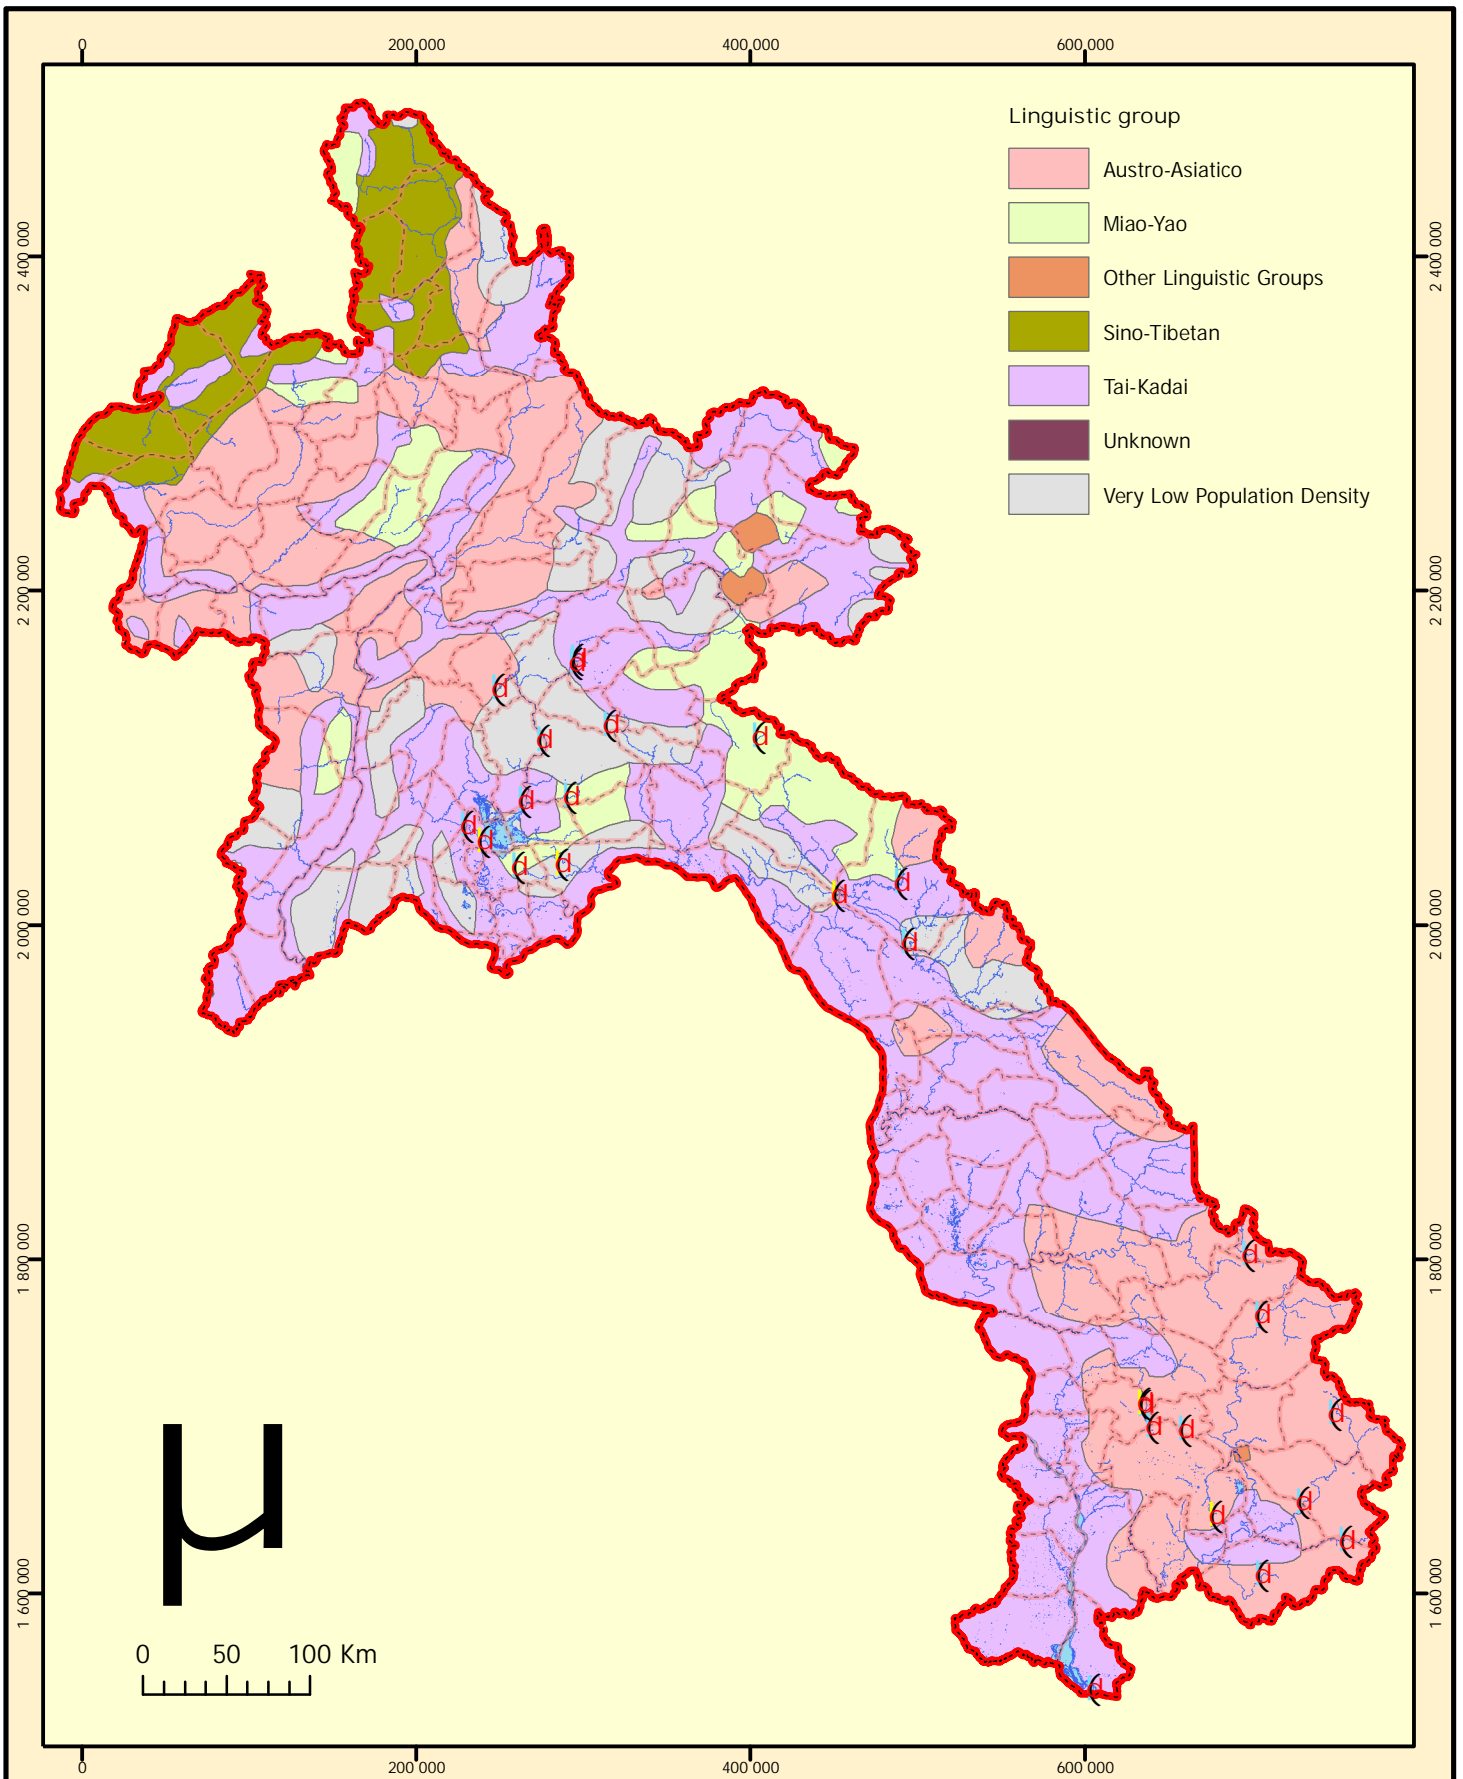 0 200 000 400 000 600 000
Linguistic group
Austro-Asiatico
Miao-Yao
Other Linguistic Groups
Sino-Tibetan
Tai-Kadai
Unknown
Very Low Population Density
2 400 000 2 400 000
2 200 000 2 200 000
d
d
d
d
d
d
d
d
d
d
d
d
d
d
2 000 000 2 000 000
d
1 800 000 1 800 000
d
d
d
d
d
d
d
d
d
d
d
1 600 000 1 600 000
d
µ
0 50 100 Km
0 200 000 400 000 600 000